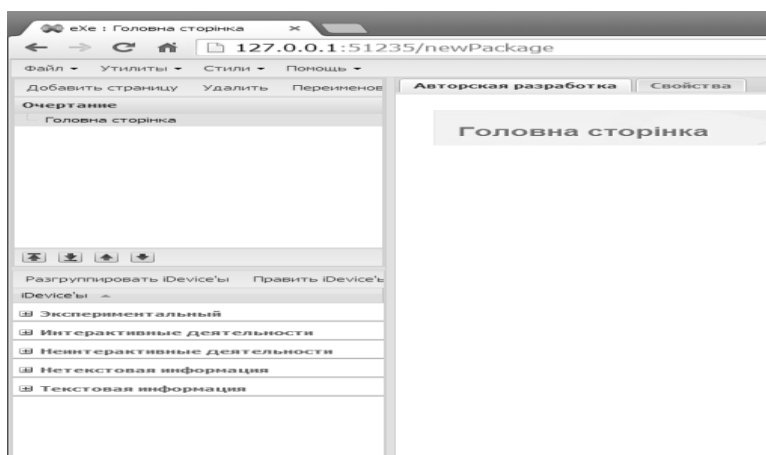 eXe : Головна сторінка
127.0.0.1:51235/newPackage
Файл Утилиты Стили Помощь
Добавить страницу Удалить Переименов
Авторская разработка Свойства
Очертание
Головна сторінка
Головна сторінка
Разгруппировать iDevice'ы Править iDevice'ы
iDevice'ы
Экспериментальный
Интерактивные деятельности
Неинтерактивные деятельности
Нетекстовая информация
Текстовая информация